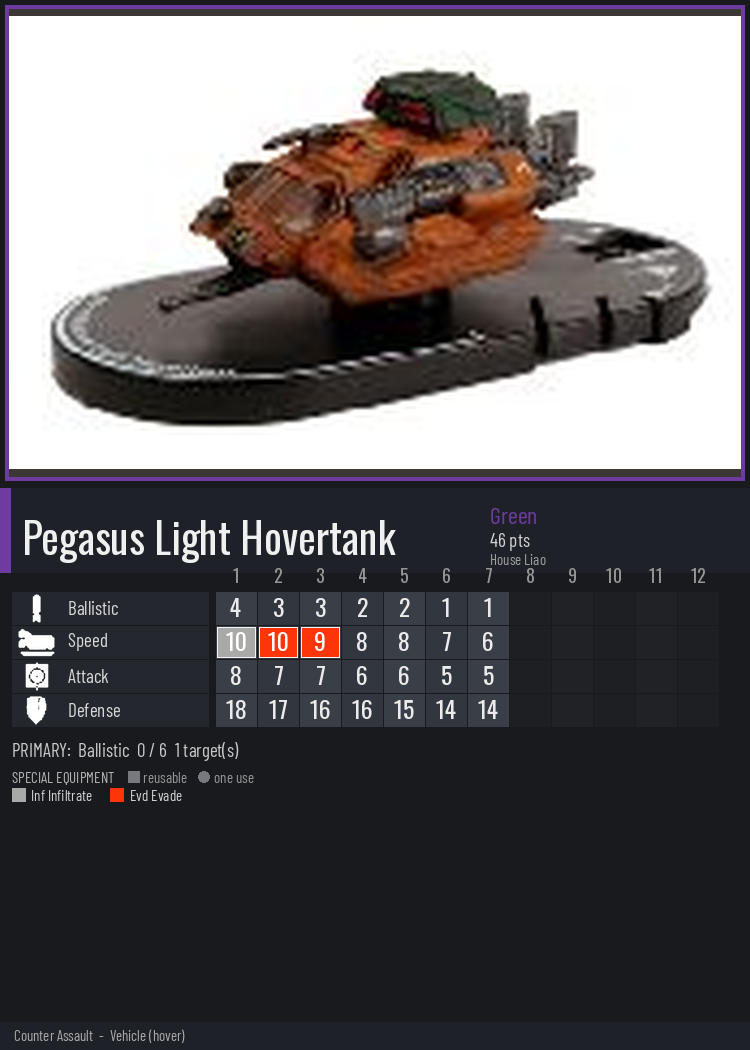 Pegasus Light Hovertank
Green
46 pts
House Liao
1 2 3 4 5 6 7 8 9 10 11 12
Ballistic 4 3 3 2 2 1 1
Speed 10 10 9 8 8 7 6
Attack 8 7 7 6 6 5 5
Defense 18 17 16 16 15 14 14
PRIMARY: Ballistic 0 / 6 1 target(s)
SPECIAL EQUIPMENT reusable one use
Inf Infiltrate Evd Evade
Counter Assault - Vehicle (hover)